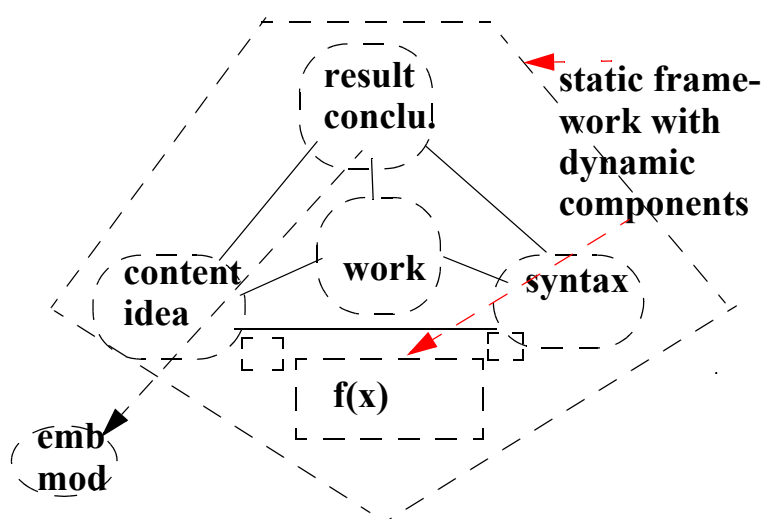 result
conclu.
static frame-
work with
dynamic
components
content
idea
work
syntax
f(x)
emb
mod